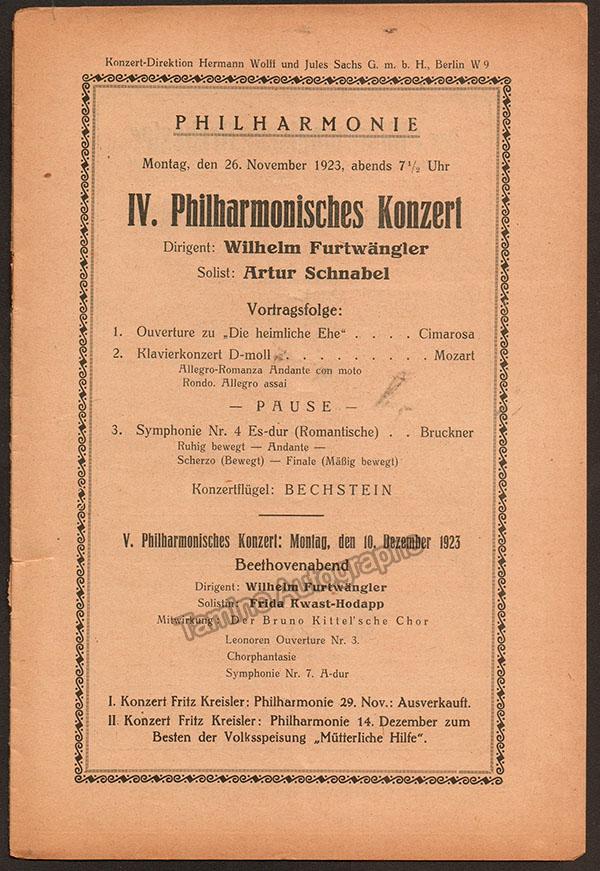 Konzert-Direktion Hermann Wolff und Jules Sachs G. m. b. H., Berlin W 9
PHILHARMONIE
Montag, den 26. November 1923, abends 7 1/2 Uhr
IV. Philharmonisches Konzert
Dirigent: Wilhelm Furtwängler
Solist: Artur Schnabel
Vortragsfolge:
1. Ouverture zu „Die heimliche Ehe“ . . . . Cimarosa
2. Klavierkonzert D-moll . . . . . . . . . . Mozart
Allegro-Romanza Andante con moto
Rondo. Allegro assai
— PAUSE —
3. Symphonie Nr. 4 Es-dur (Romantische) . . Bruckner
Ruhig bewegt — Andante —
Scherzo (Bewegt) — Finale (Mäßig bewegt)
Konzertflügel: BECHSTEIN
V. Philharmonisches Konzert: Montag, den 10. Dezember 1923
Beethovenabend
Dirigent: Wilhelm Furtwängler
Solistin: Frida Kwast-Hodapp
Mitwirkung: Der Bruno Kittel'sche Chor
Leonoren Ouverture Nr. 3.
Chorphantasie
Symphonie Nr. 7. A-dur
I. Konzert Fritz Kreisler: Philharmonie 29. Nov.: Ausverkauft.
II Konzert Fritz Kreisler: Philharmonie 14. Dezember zum
Besten der Volksspeisung „Mütterliche Hilfe“.
Tamino Autographs